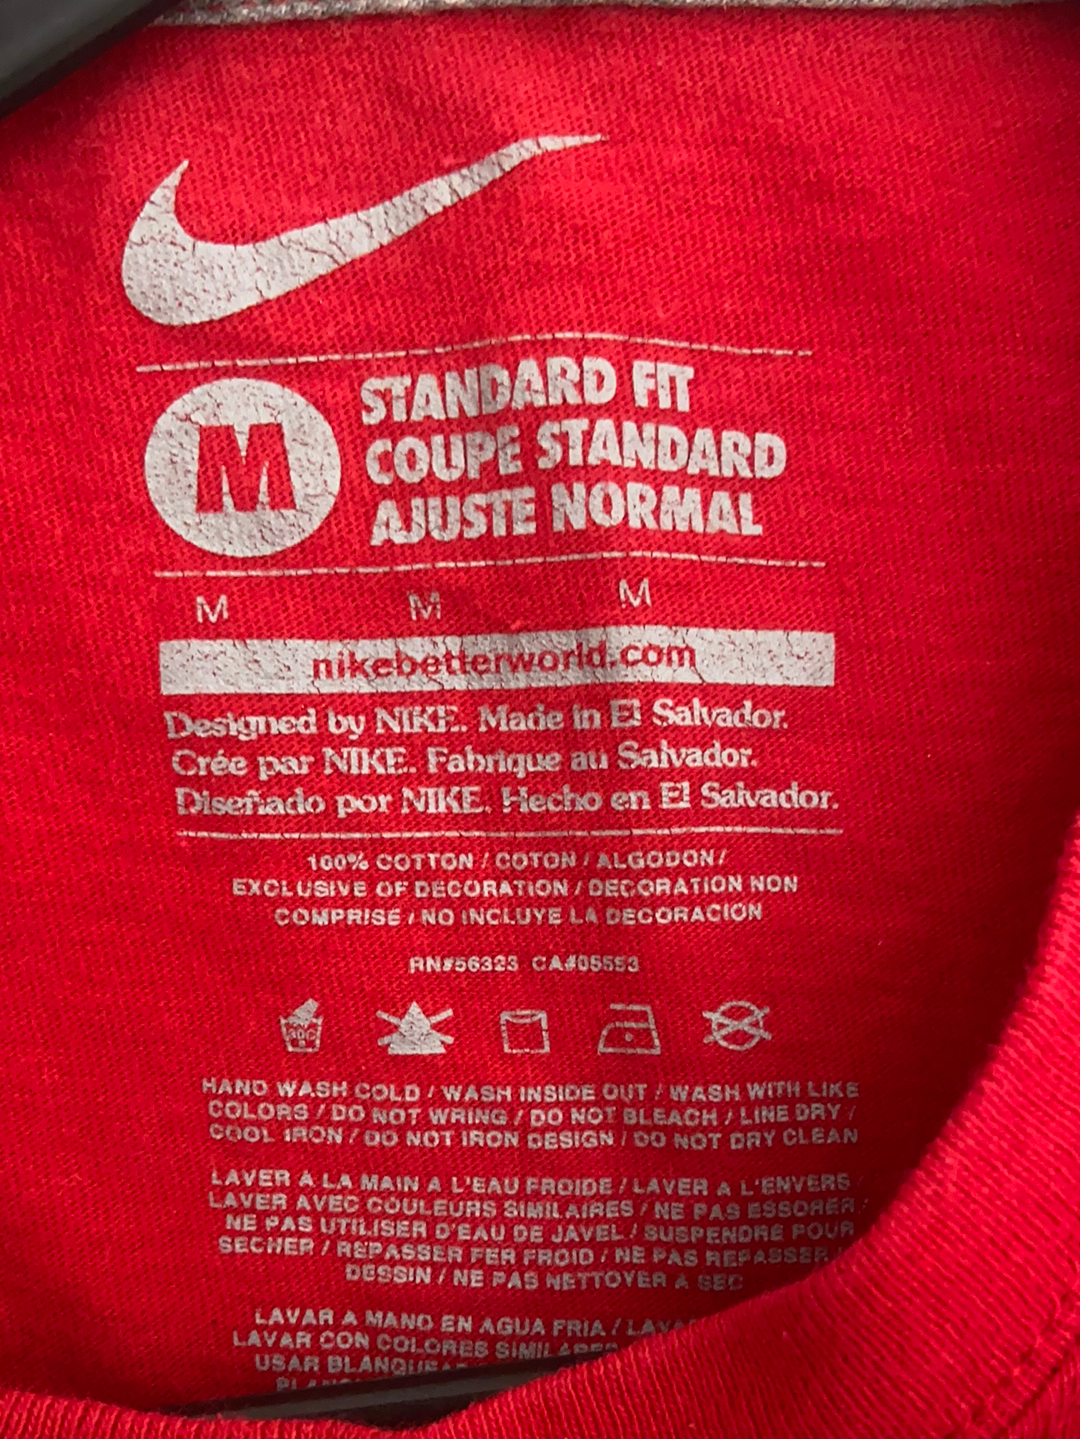 M
STANDARD FIT
COUPE STANDARD
AJUSTE NORMAL
M M M
nikebetterworld.com
Designed by NIKE. Made in El Salvador.
Crée par NIKE. Fabrique au Salvador.
Diseñado por NIKE. Hecho en El Salvador.
100% COTTON / COTON / ALGODON /
EXCLUSIVE OF DECORATION / DECORATION NON
COMPRISE / NO INCLUYE LA DECORACIÓN
RN#56323 CA#05553
30C
HAND WASH COLD / WASH INSIDE OUT / WASH WITH LIKE
COLORS / DO NOT WRING / DO NOT BLEACH / LINE DRY /
COOL IRON / DO NOT IRON DESIGN / DO NOT DRY CLEAN
LAVER À LA MAIN A L'EAU FROIDE / LAVER A L'ENVERS
LAVER AVEC COULEURS SIMILAIRES / NE PAS ESSORER /
NE PAS UTILISER D'EAU DE JAVEL / SUSPENDRE POUR
SECHER / REPASSER FER FROID / NE PAS REPASSER
DESSIN / NE PAS NETTOYER A SEC
LAVAR A MANO EN AGUA FRIA /
LAVAR CON COLORES
USAR